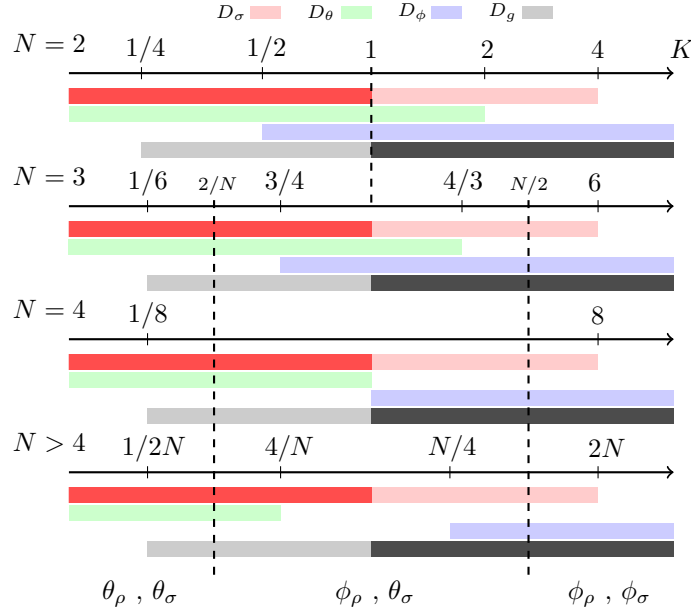 D_σ D_θ D_ϕ D_g
N = 2 1/4 1/2 1 2 4 K
N = 3 1/6 2/N 3/4 4/3 N/2 6
N = 4 1/8 8
N > 4 1/2N 4/N N/4 2N
θ_ρ , θ_σ ϕ_ρ , θ_σ ϕ_ρ , ϕ_σ